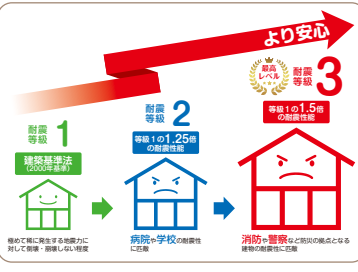 より安心
最高
レベル
耐震
等級 3
等級1の1.5倍
の耐震性能
耐震
等級 2
等級1の1.25倍
の耐震性能
耐震
等級 1
建築基準法
(2000年基準)
極めて稀に発生する地震力に
対して倒壊・崩壊しない程度
病院や学校の耐震性
に匹敵
消防や警察など防災の拠点となる
建物の耐震性に匹敵